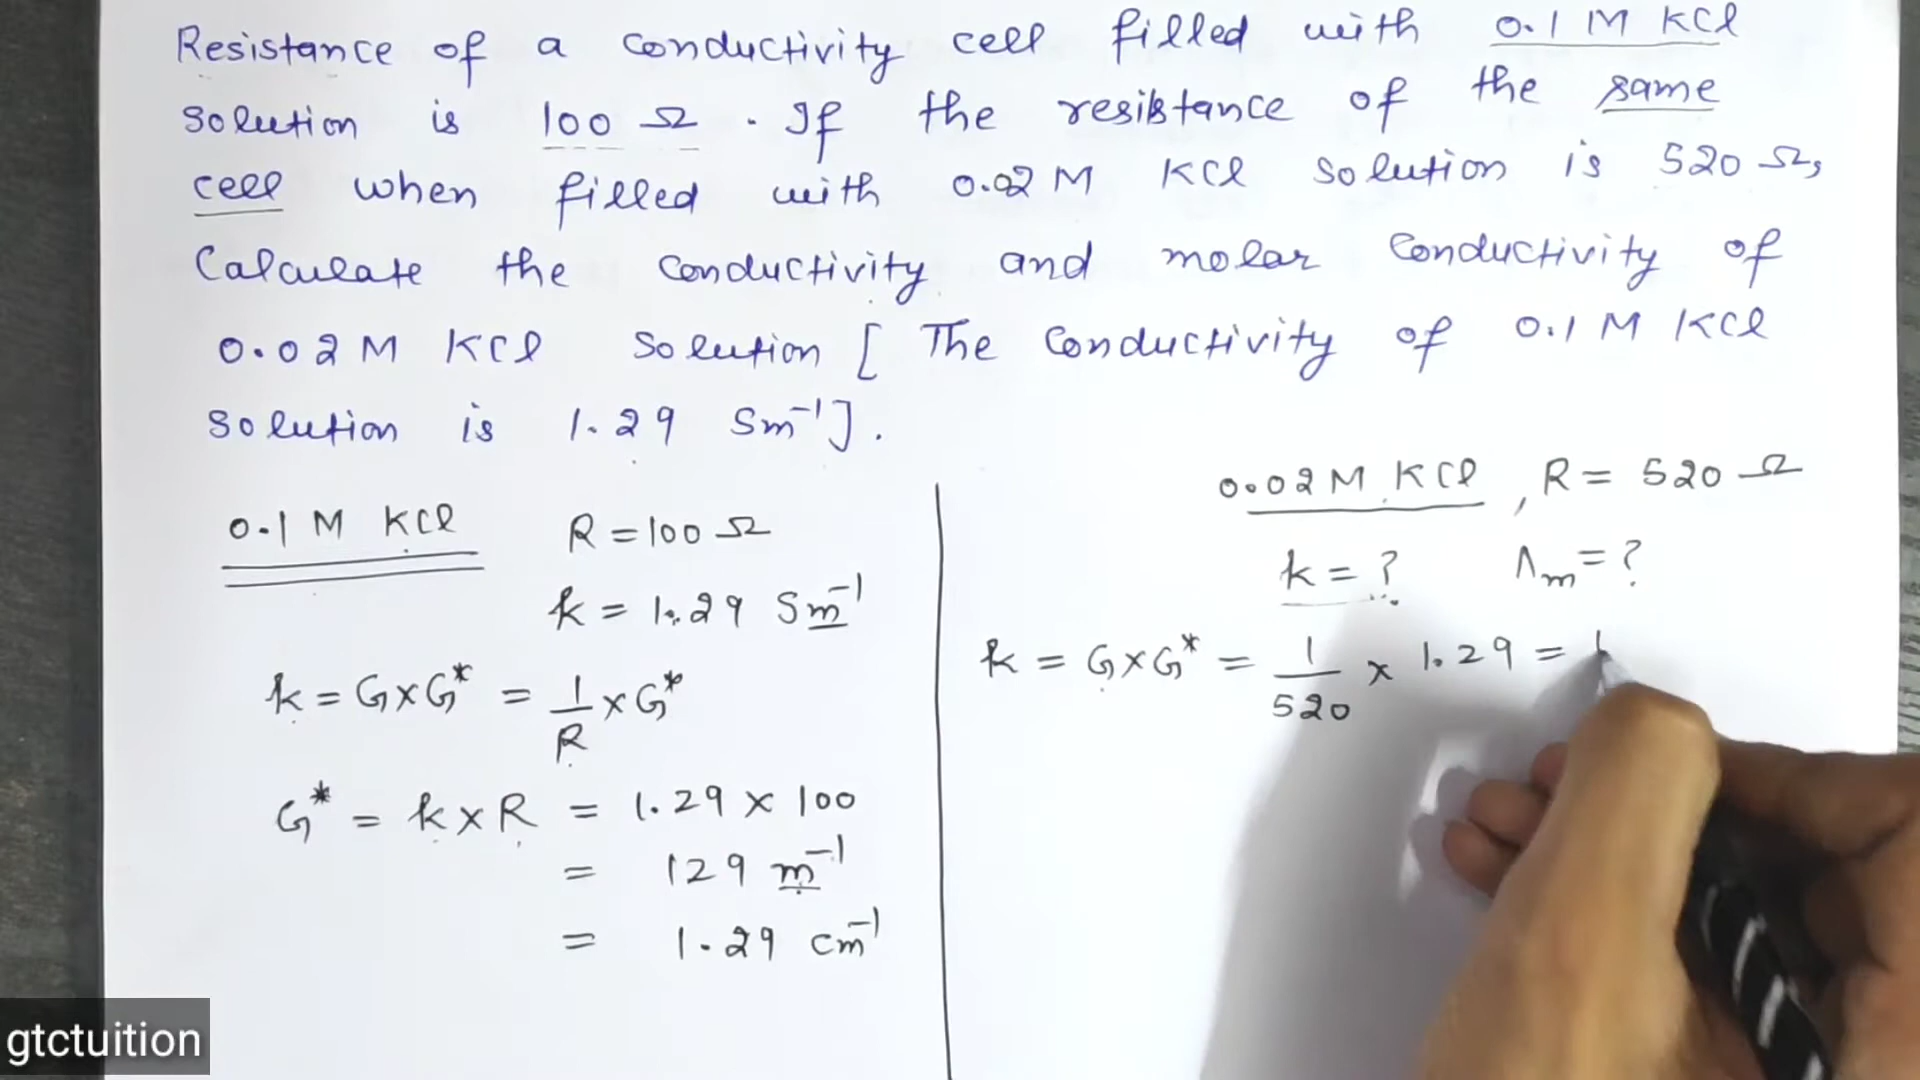 Resistance of a conductivity cell filled with 0.1 M KCl
solution is 100 Ω. If the resistance of the same
cell when filled with 0.02 M KCl solution is 520 Ω,
Calculate the conductivity and molar conductivity of
0.02 M KCl solution [ The conductivity of 0.1 M KCl
solution is 1.29 Sm⁻¹].
0.1 M KCl R = 100 Ω
k = 1.29 Sm⁻¹
k = G×G* = 1/R × G*
G* = k × R = 1.29 × 100
= 129 m⁻¹
= 1.29 cm⁻¹
0.02 M KCl , R = 520 Ω
k = ? Λm = ?
k = G×G* = 1/520 × 1.29 =
gtctuition